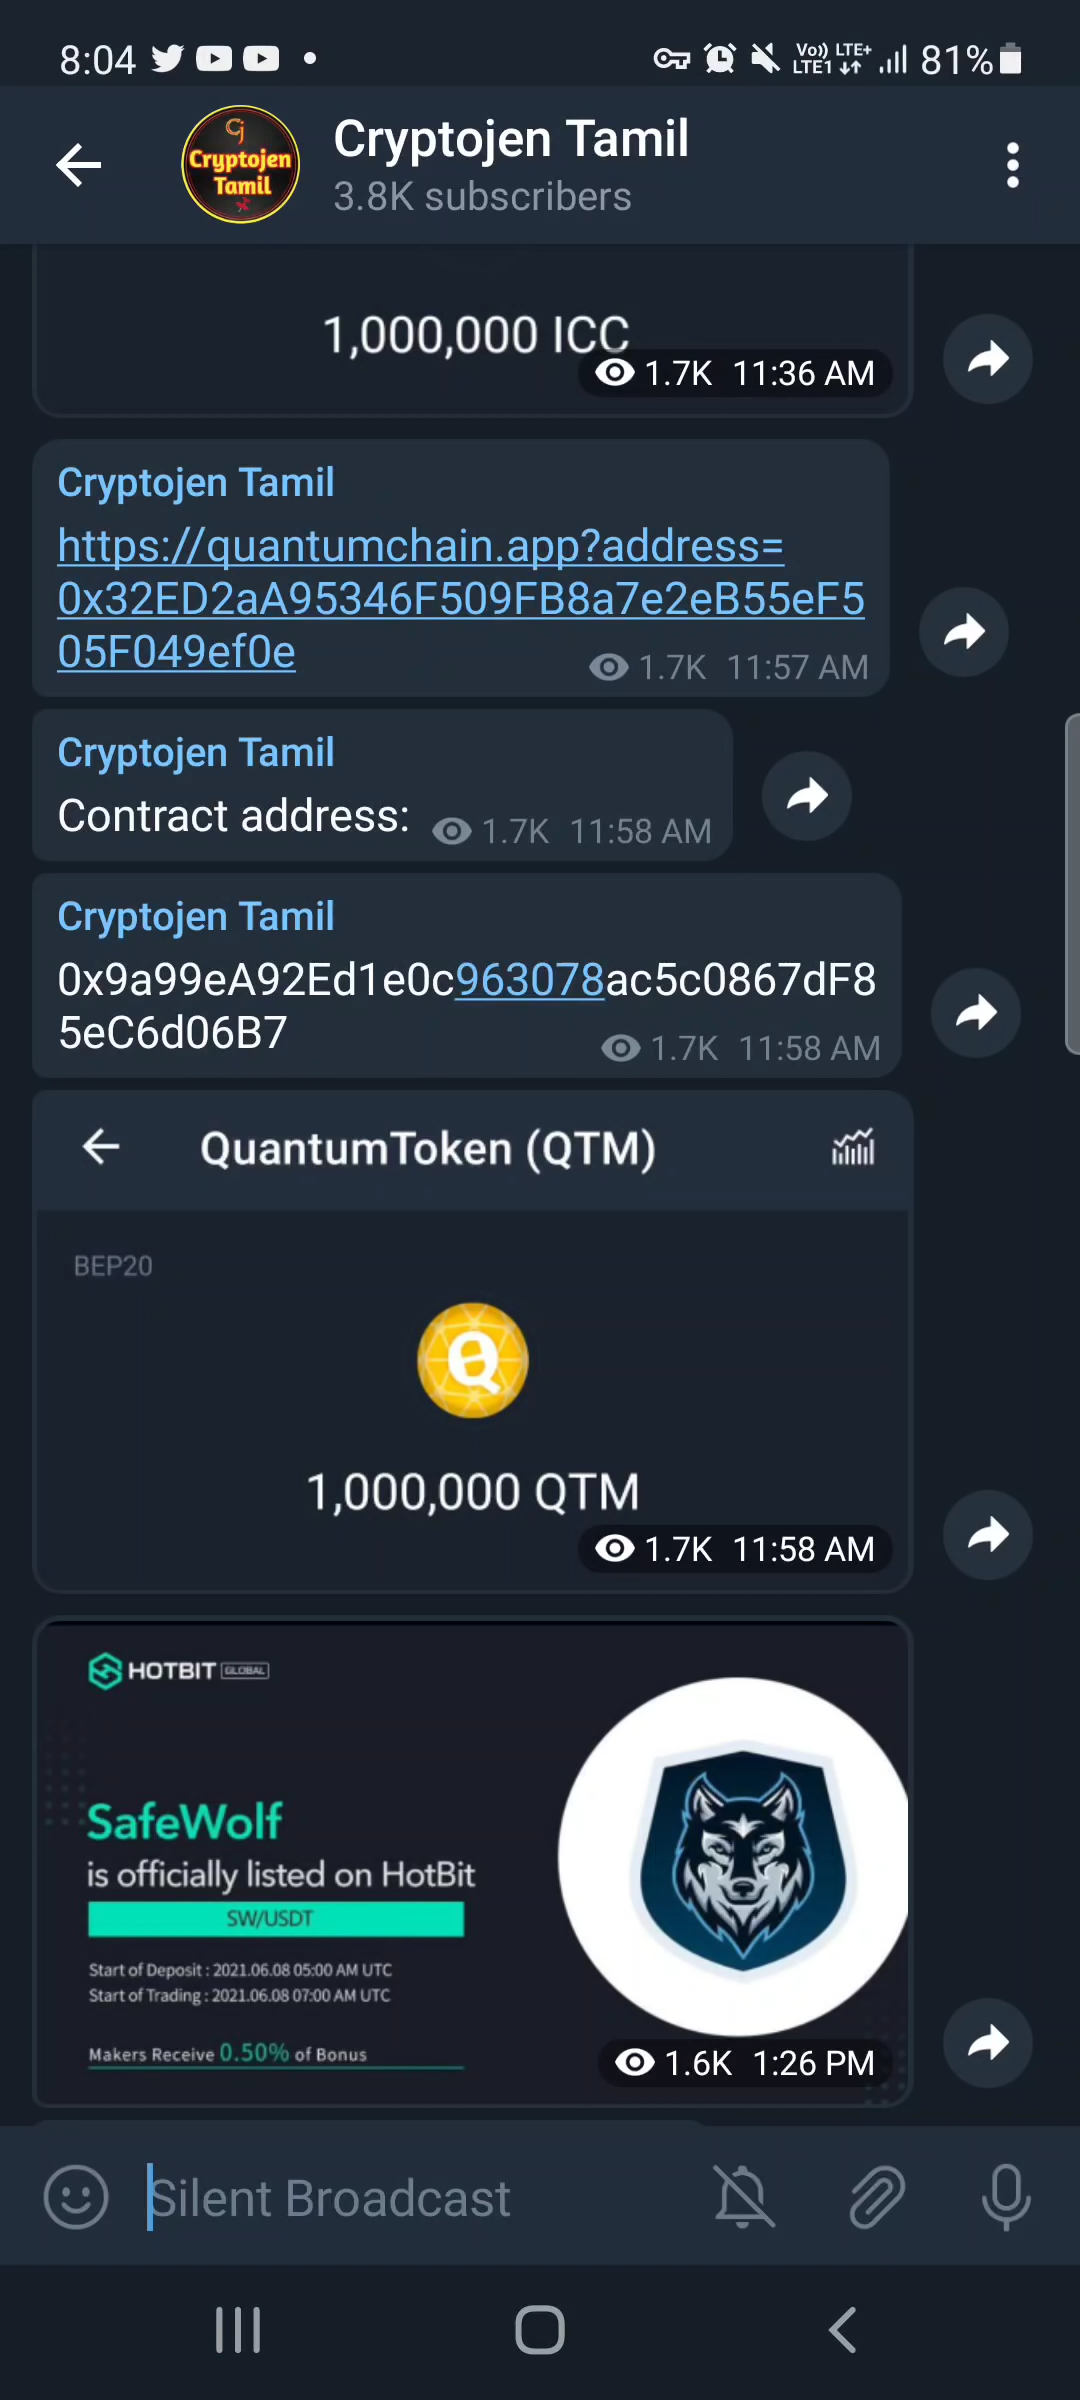 8:04
Vo)) LTE+
LTE1
81%
Cj
Cryptojen
Tamil
Cryptojen Tamil
3.8K subscribers
1,000,000 ICC
1.7K 11:36 AM
Cryptojen Tamil
https://quantumchain.app?address=
0x32ED2aA95346F509FB8a7e2eB55eF5
05F049ef0e
1.7K 11:57 AM
Cryptojen Tamil
Contract address:
1.7K 11:58 AM
Cryptojen Tamil
0x9a99eA92Ed1e0c963078ac5c0867dF8
5eC6d06B7
1.7K 11:58 AM
QuantumToken (QTM)
BEP20
Q
1,000,000 QTM
1.7K 11:58 AM
HOTBIT GLOBAL
SafeWolf
is officially listed on HotBit
SW/USDT
Start of Deposit : 2021.06.08 05:00 AM UTC
Start of Trading : 2021.06.08 07:00 AM UTC
Makers Receive 0.50% of Bonus
1.6K 1:26 PM
Silent Broadcast